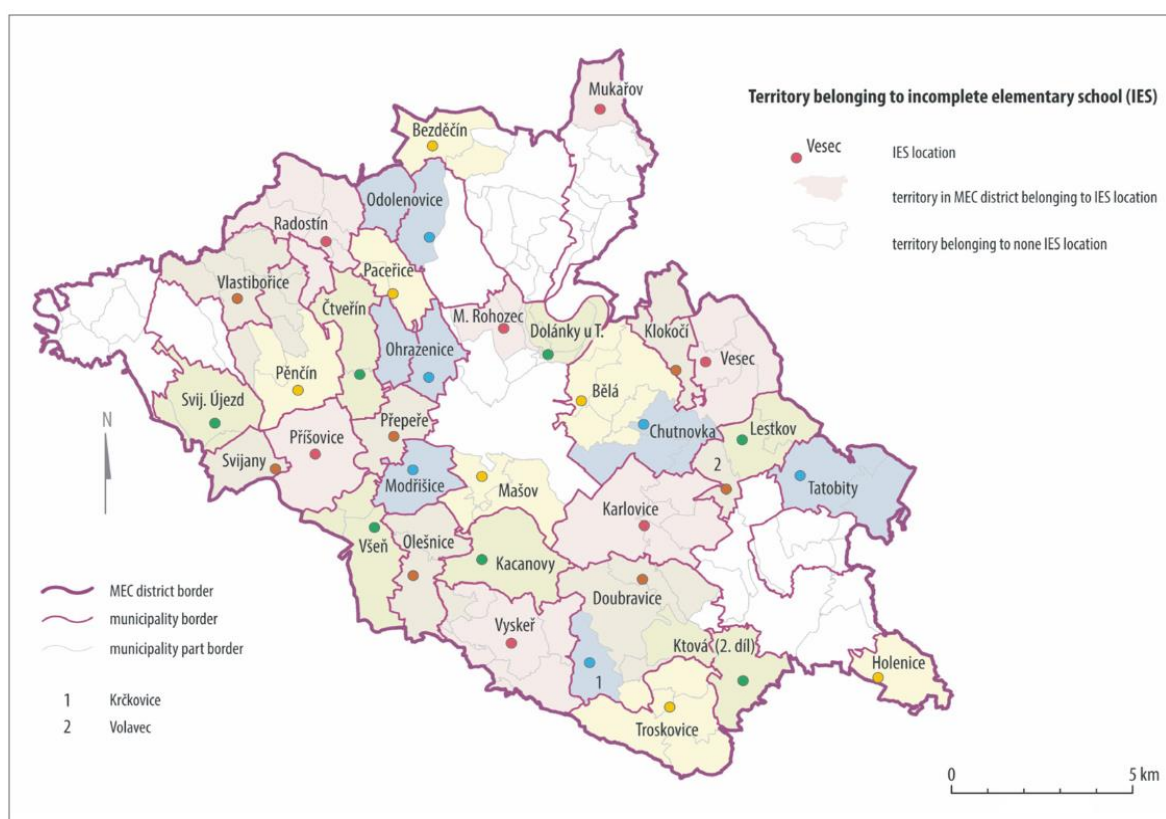 Territory belonging to incomplete elementary school (IES)
Vesec
IES location
territory in MEC district belonging to IES location
territory belonging to none IES location
Mukařov
Bezděčín
Odolenovice
Radostín
Paceřice
Vlastibořice
Čtveřín
M. Rohozec
Dolánky u T.
Klokočí
Vesec
Ohrazenice
Pěnčín
Bělá
Svij. Újezd
Přepeře
Chutnovka
Lestkov
N
Příšovice
2
Svijany
Modřišice
Mašov
Tatobity
Karlovice
Všeň
Olešnice
Kacanovy
Doubravice
MEC district border
municipality border
municipality part border
Vyskeř
Ktová (2. díl)
Holenice
1
Troskovice
1 Krčkovice
2 Volavec
0 5 km